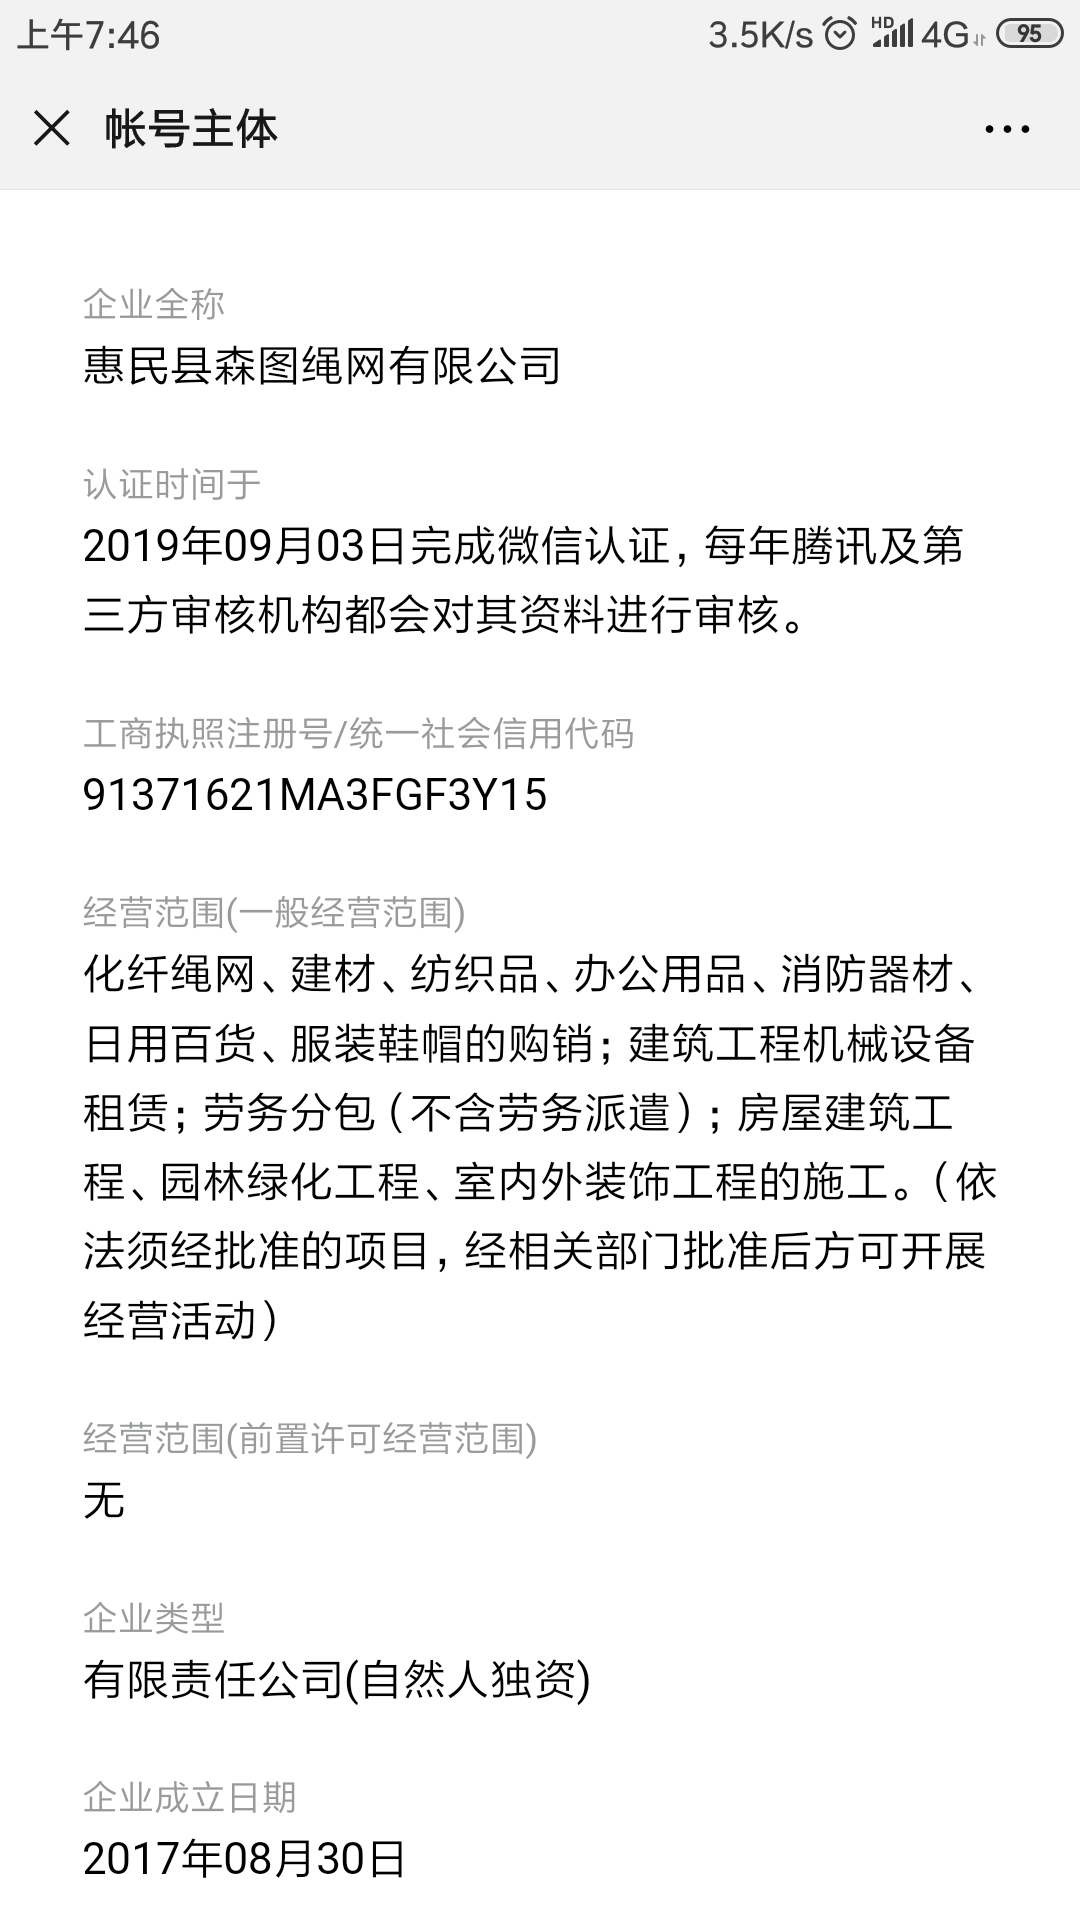 上午7:46
3.5K/s HD 4G 95
帐号主体
企业全称
惠民县森图绳网有限公司
认证时间于
2019年09月03日完成微信认证，每年腾讯及第
三方审核机构都会对其资料进行审核。
工商执照注册号/统一社会信用代码
91371621MA3FGF3Y15
经营范围(一般经营范围)
化纤绳网、建材、纺织品、办公用品、消防器材、
日用百货、服装鞋帽的购销；建筑工程机械设备
租赁；劳务分包（不含劳务派遣）；房屋建筑工
程、园林绿化工程、室内外装饰工程的施工。（依
法须经批准的项目，经相关部门批准后方可开展
经营活动）
经营范围(前置许可经营范围)
无
企业类型
有限责任公司(自然人独资)
企业成立日期
2017年08月30日